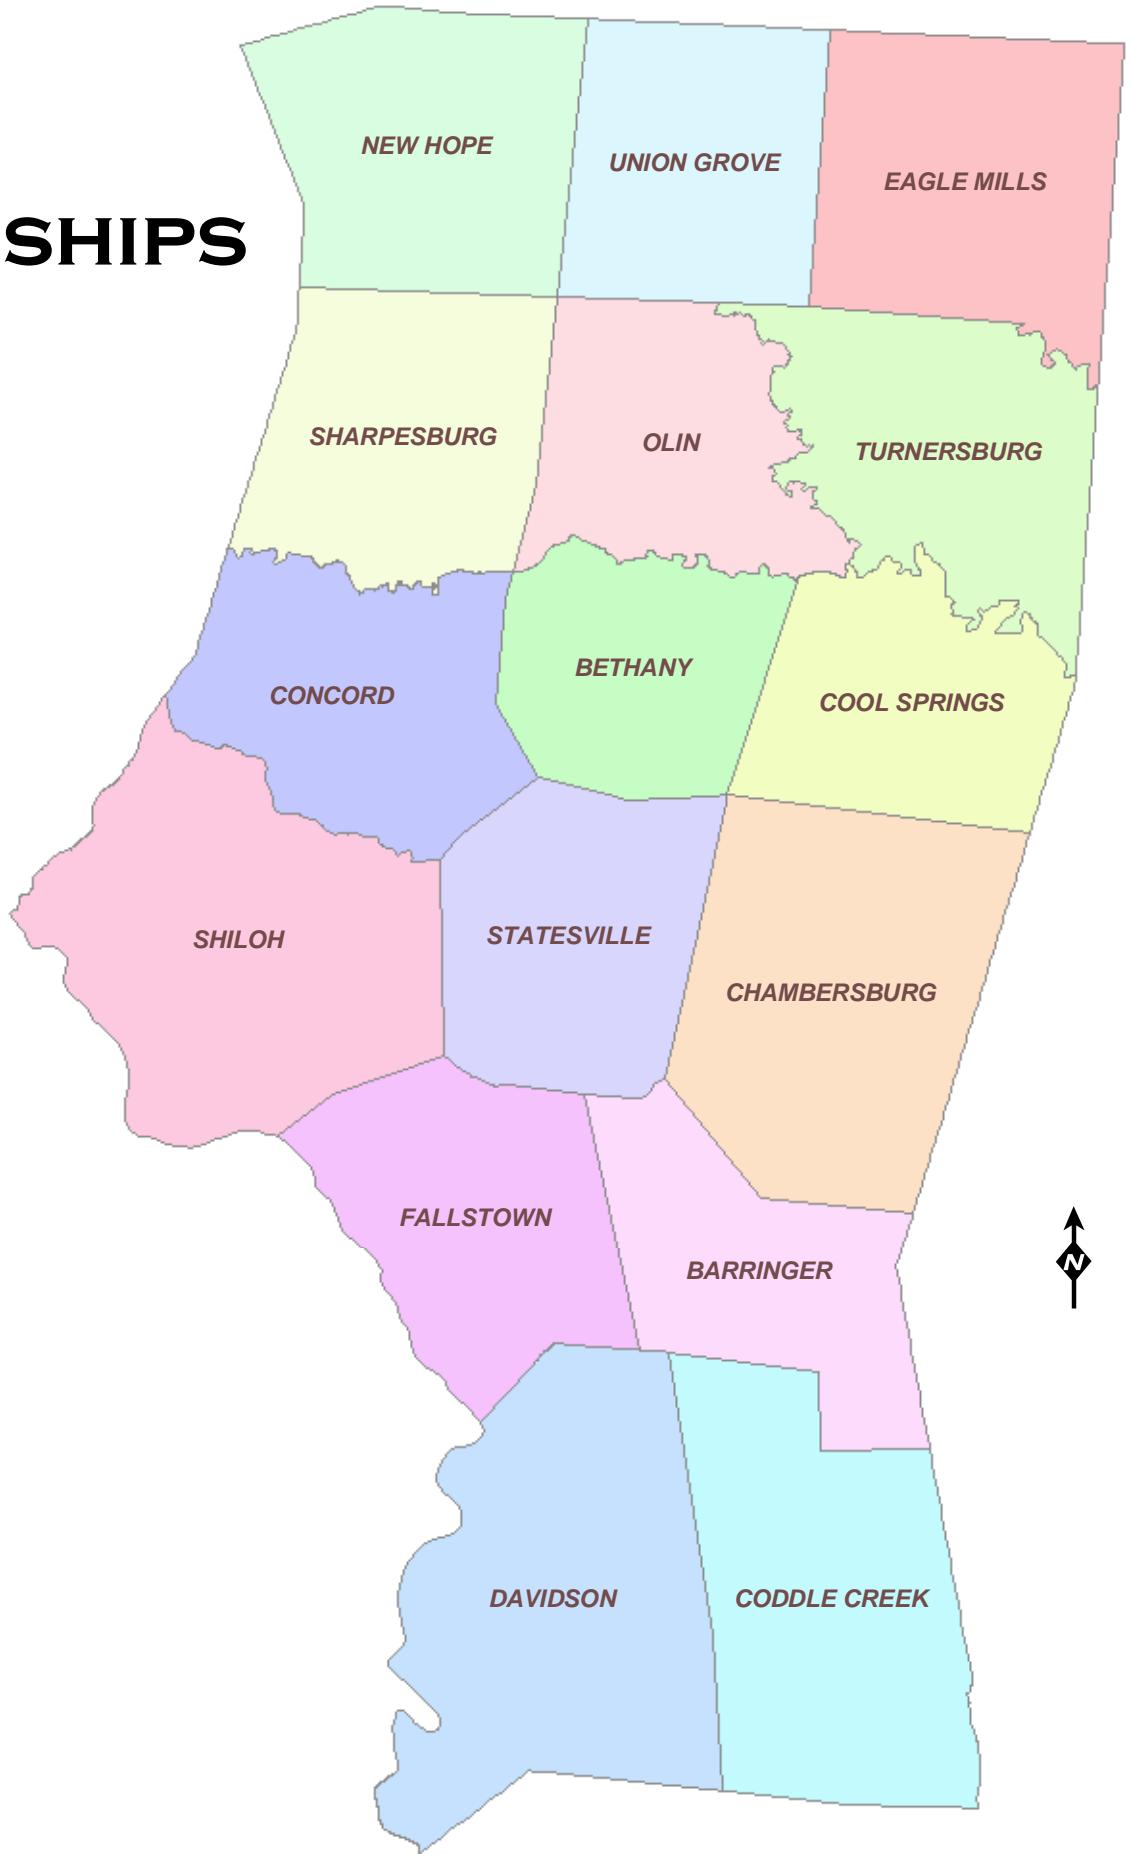 NEW HOPE
UNION GROVE
EAGLE MILLS
SHIPS
SHARPESBURG
OLIN
TURNERSBURG
CONCORD
BETHANY
COOL SPRINGS
SHILOH
STATESVILLE
CHAMBERSBURG
FALLSTOWN
BARRINGER
N
DAVIDSON
CODDLE CREEK